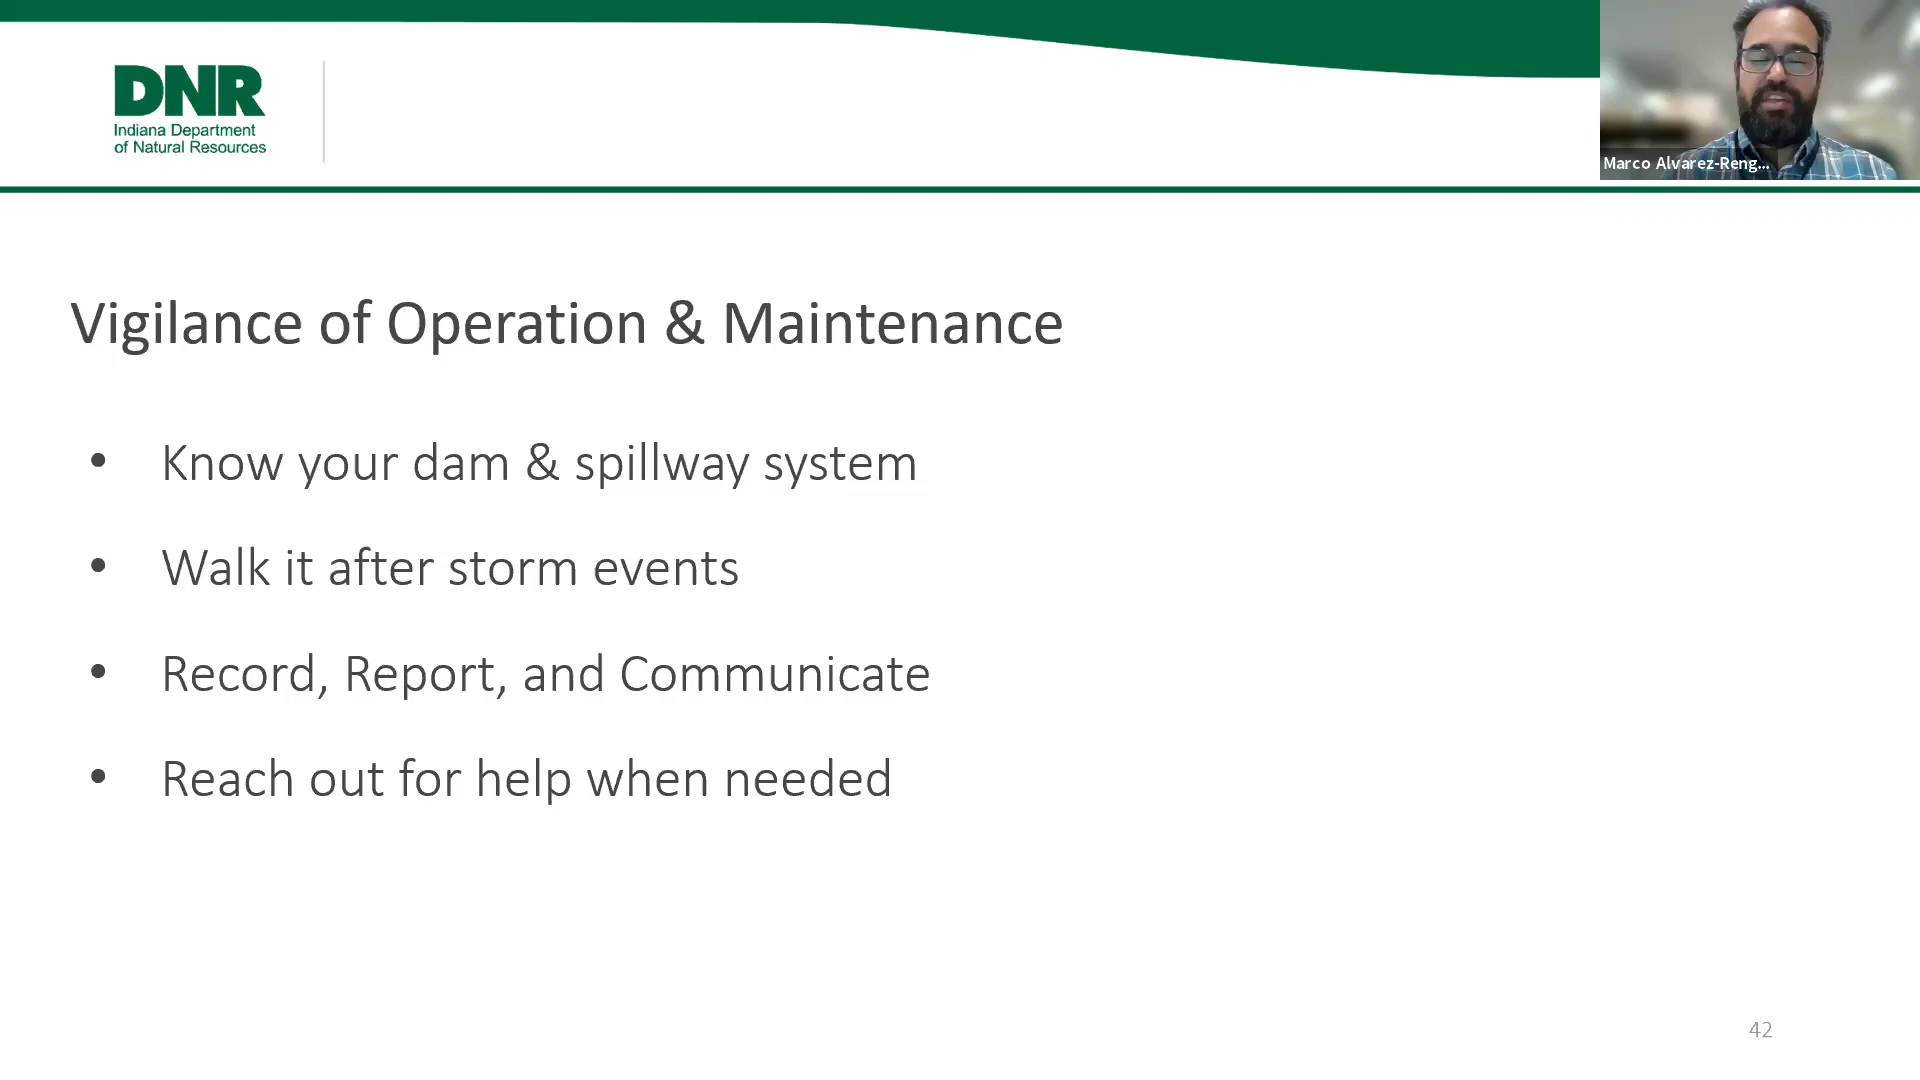 DNR
Indiana Department
of Natural Resources
Marco Alvarez-Reng...
Vigilance of Operation & Maintenance
• Know your dam & spillway system
• Walk it after storm events
• Record, Report, and Communicate
• Reach out for help when needed
42